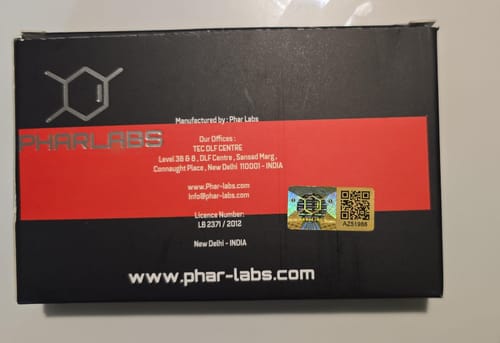 PHARLABS
Manufactured by : Phar Labs
Our Offices :
TEC DLF CENTRE
Level 3B & 8 , DLF Centre , Sansad Marg ,
Connaught Place , New Delhi 110001 - INDIA
www.Phar-labs.com
Info@phar-labs.com
Licence Number:
LB 2371 / 2012
New Delhi - INDIA
AZ51988
www.phar-labs.com